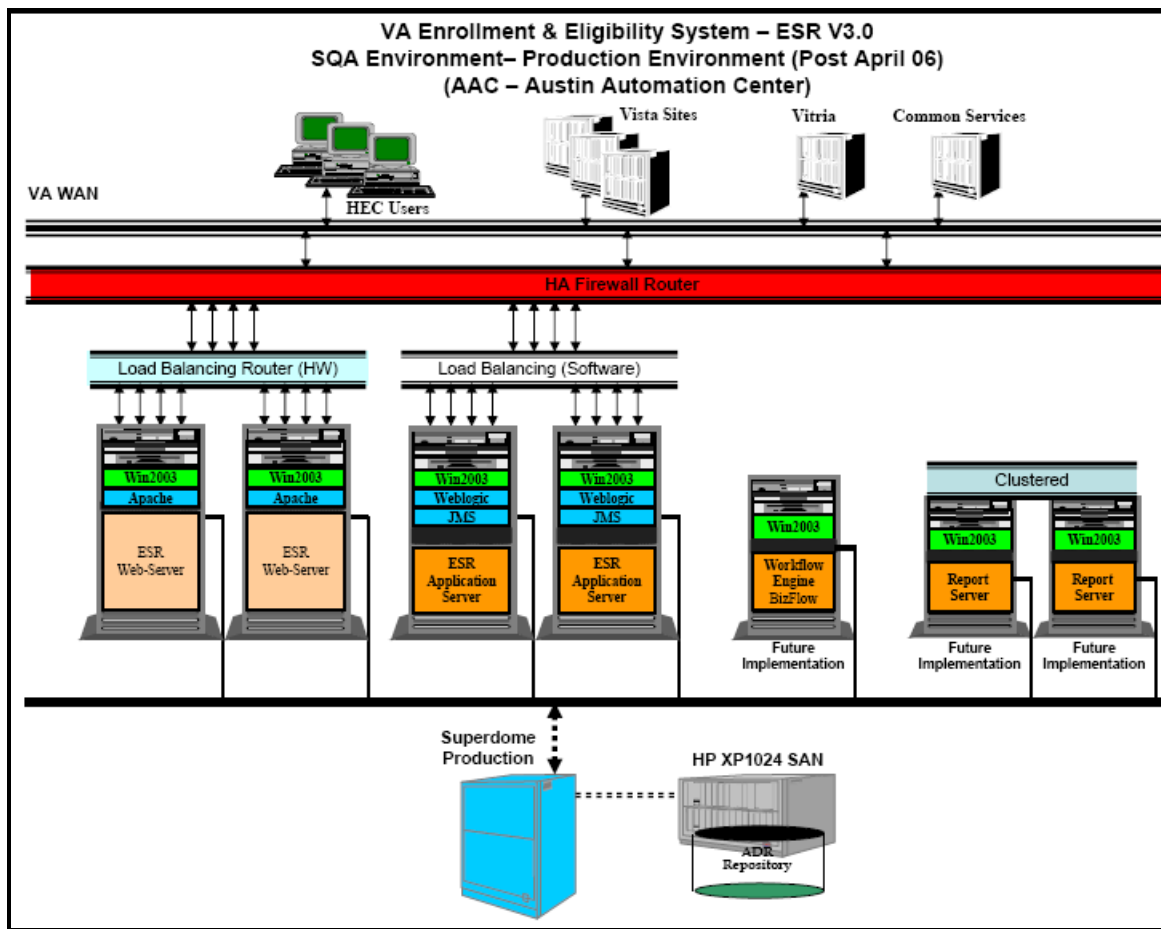 VA Enrollment & Eligibility System – ESR V3.0
SQA Environment– Production Environment (Post April 06)
(AAC – Austin Automation Center)
Vista Sites
Vitria
Common Services
VA WAN
HEC Users
HA Firewall Router
Load Balancing Router (HW)
Load Balancing (Software)
Win2003
Apache
ESR
Web-Server
Win2003
Apache
ESR
Web-Server
Win2003
Weblogic
JMS
ESR
Application
Server
Win2003
Weblogic
JMS
ESR
Application
Server
Win2003
Workflow
Engine
BizFlow
Future
Implementation
Clustered
Win2003
Report
Server
Future
Implementation
Win2003
Report
Server
Future
Implementation
Superdome
Production
HP XP1024 SAN
ADR
Repository